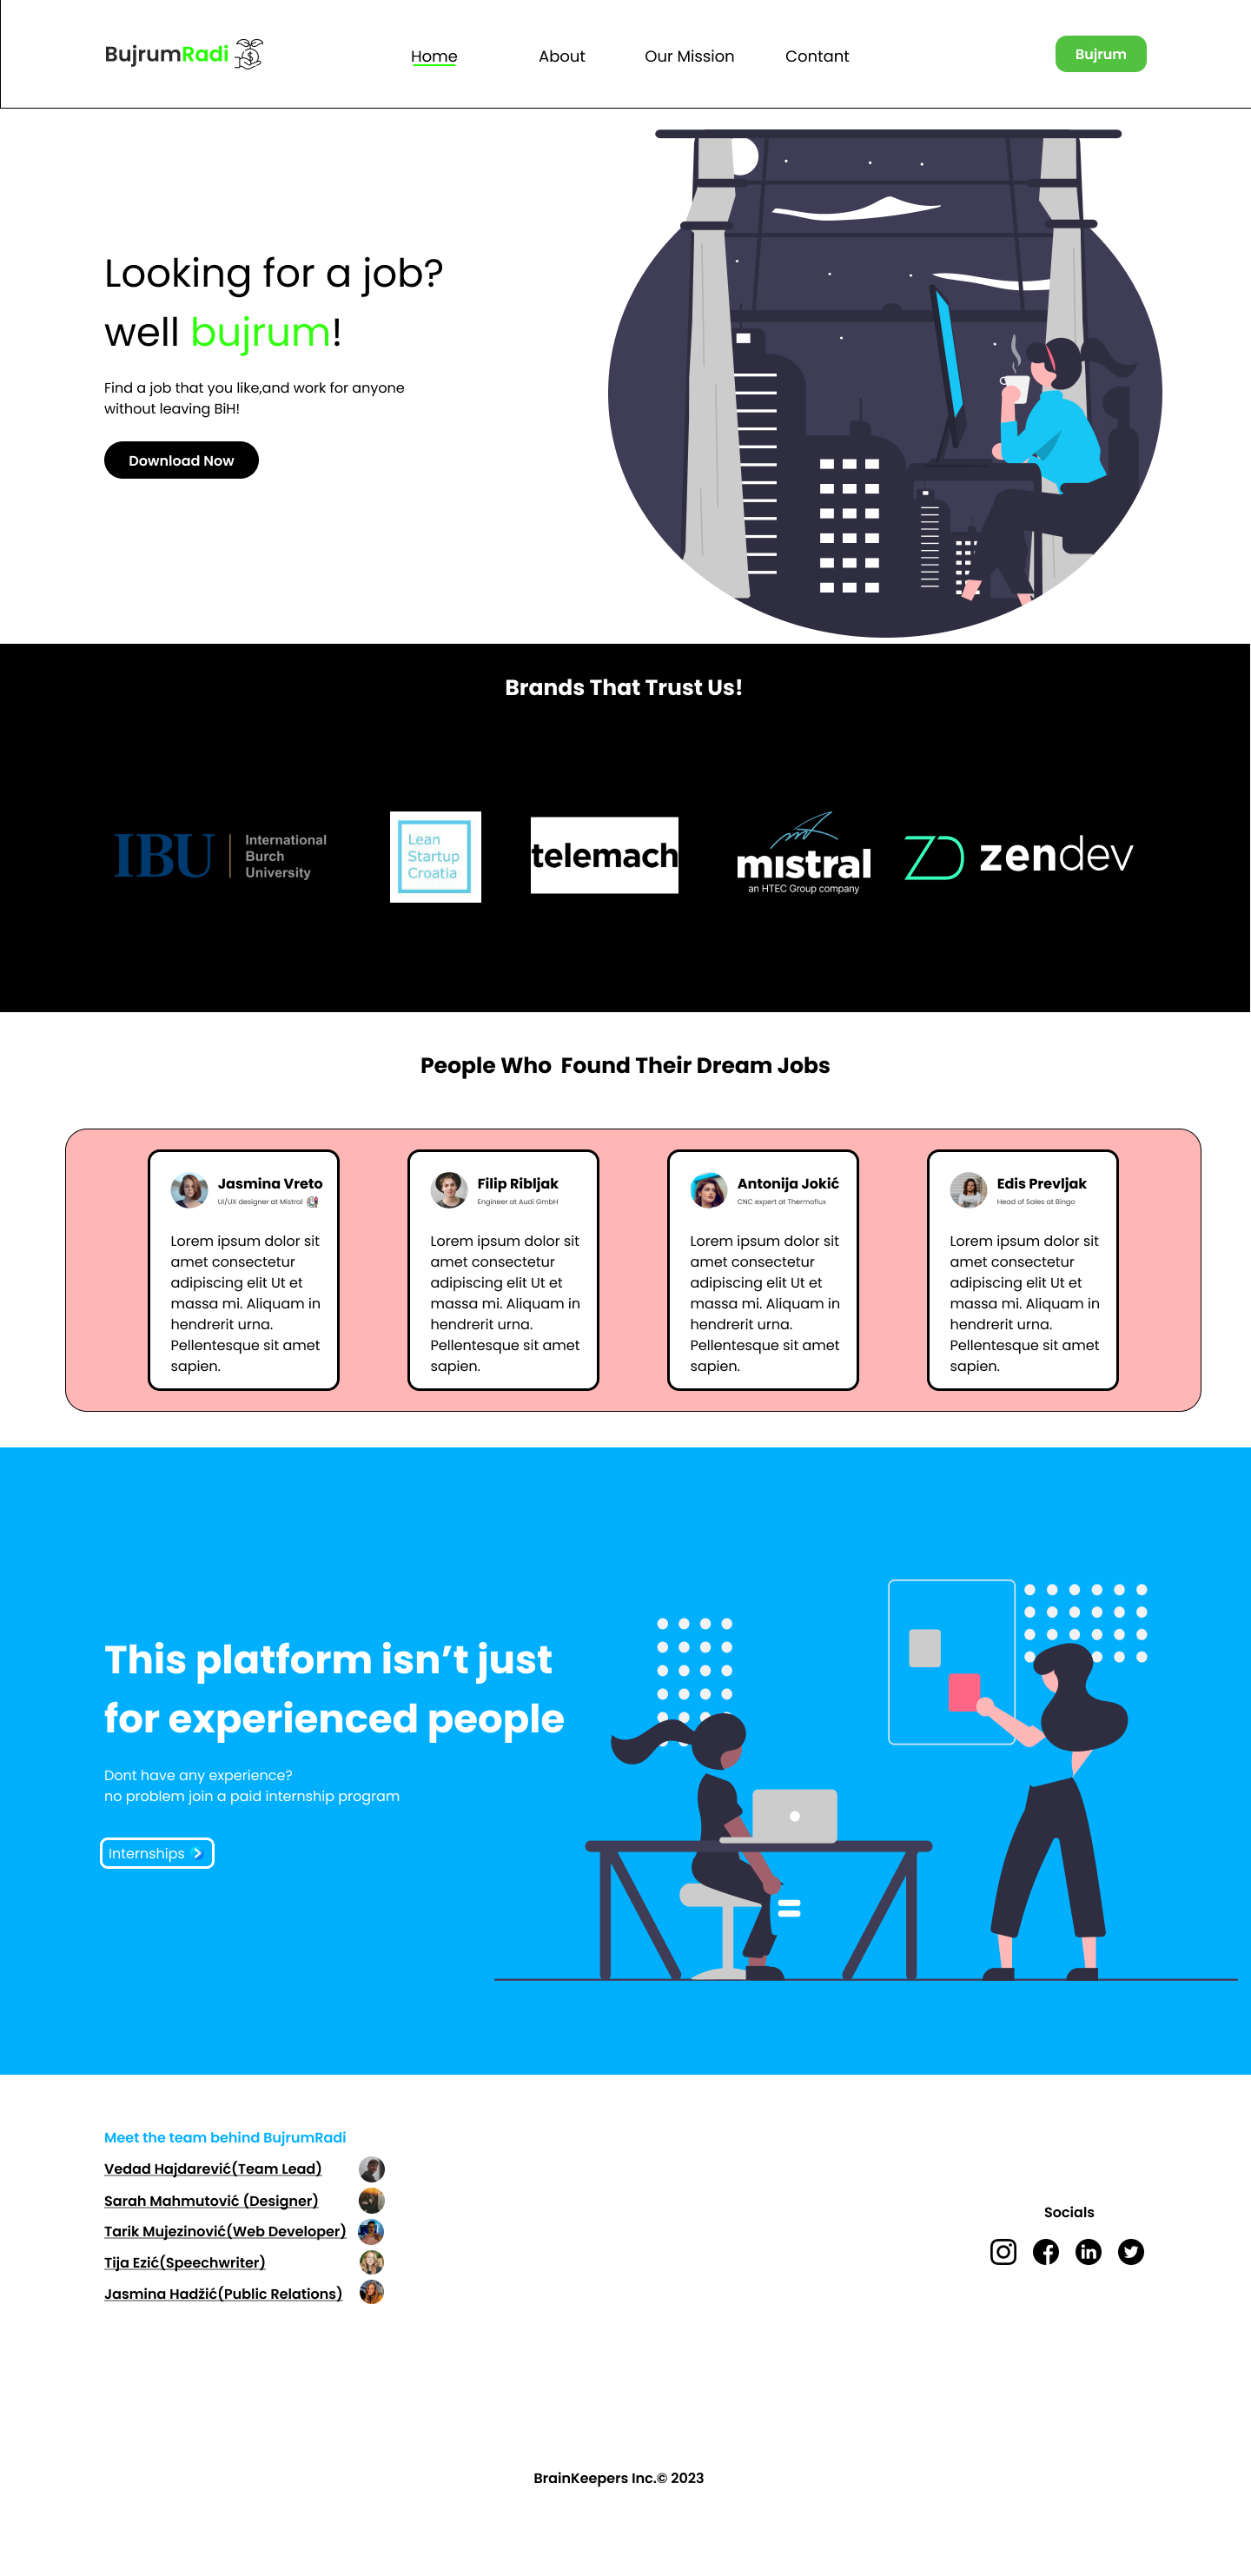 BujrumRadi
Home
About
Our Mission
Contant
Bujrum
Looking for a job?
well bujrum!
Find a job that you like,and work for anyone
without leaving BiH!
Download Now
Brands That Trust Us!
IBU
International
Burch
University
Lean
Startup
Croatia
telemach
mistral
an HTEC Group company
zendev
People Who Found Their Dream Jobs
Jasmina Vreto
UI/UX designer at Mistral
Lorem ipsum dolor sit
amet consectetur
adipiscing elit Ut et
massa mi. Aliquam in
hendrerit urna.
Pellentesque sit amet
sapien.
Filip Ribljak
Engineer at Audi GmbH
Lorem ipsum dolor sit
amet consectetur
adipiscing elit Ut et
massa mi. Aliquam in
hendrerit urna.
Pellentesque sit amet
sapien.
Antonija Jokić
CNC expert at Thermoflux
Lorem ipsum dolor sit
amet consectetur
adipiscing elit Ut et
massa mi. Aliquam in
hendrerit urna.
Pellentesque sit amet
sapien.
Edis Prevljak
Head of Sales at Bingo
Lorem ipsum dolor sit
amet consectetur
adipiscing elit Ut et
massa mi. Aliquam in
hendrerit urna.
Pellentesque sit amet
sapien.
This platform isn’t just
for experienced people
Dont have any experience?
no problem join a paid internship program
Internships
Meet the team behind BujrumRadi
Vedad Hajdarević(Team Lead)
Sarah Mahmutović (Designer)
Tarik Mujezinović(Web Developer)
Tija Ezić(Speechwriter)
Jasmina Hadžić(Public Relations)
Socials
BrainKeepers Inc.© 2023